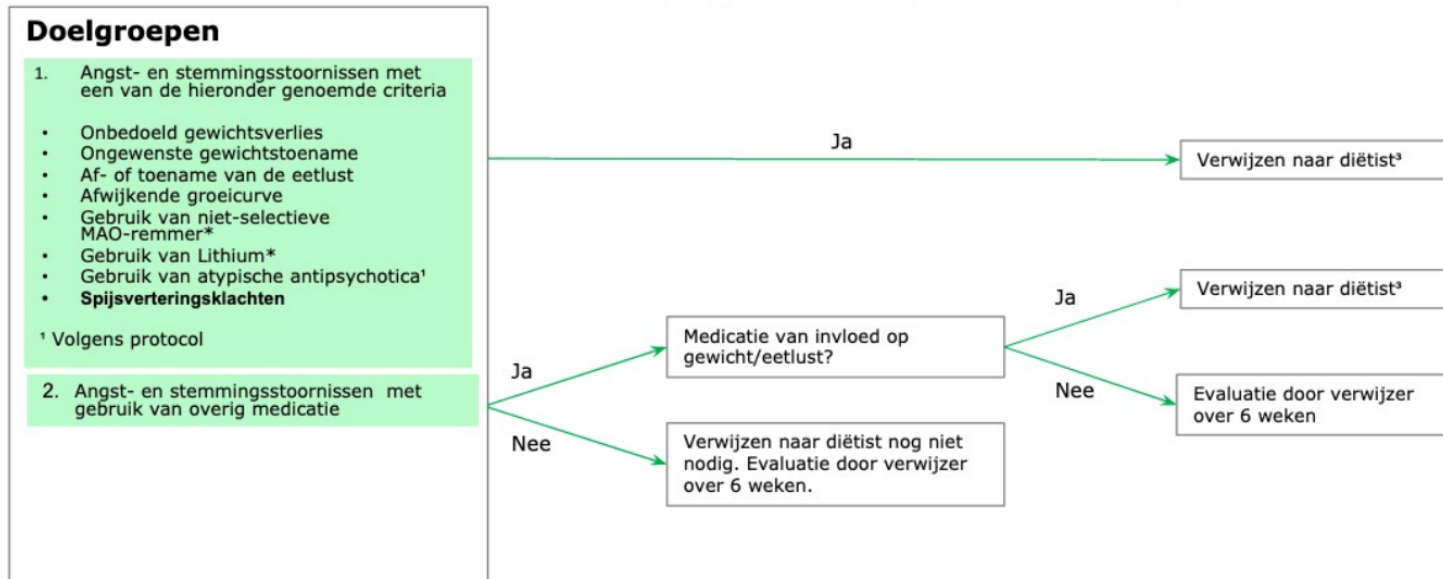 Doelgroepen
1. Angst- en stemmingsstoornissen met
een van de hieronder genoemde criteria
• Onbedoeld gewichtsverlies
• Ongewenste gewichtstoename
• Af- of toename van de eetlust
• Afwijkende groeicurve
• Gebruik van niet-selectieve
MAO-remmer*
• Gebruik van Lithium*
• Gebruik van atypische antipsychotica¹
• Spijsverteringsklachten
¹ Volgens protocol
2. Angst- en stemmingsstoornissen met
gebruik van overig medicatie
Ja
Verwijzen naar diëtist³
Ja
Medicatie van invloed op
gewicht/eetlust?
Ja
Verwijzen naar diëtist³
Nee
Evaluatie door verwijzer
over 6 weken
Nee
Verwijzen naar diëtist nog niet
nodig. Evaluatie door verwijzer
over 6 weken.